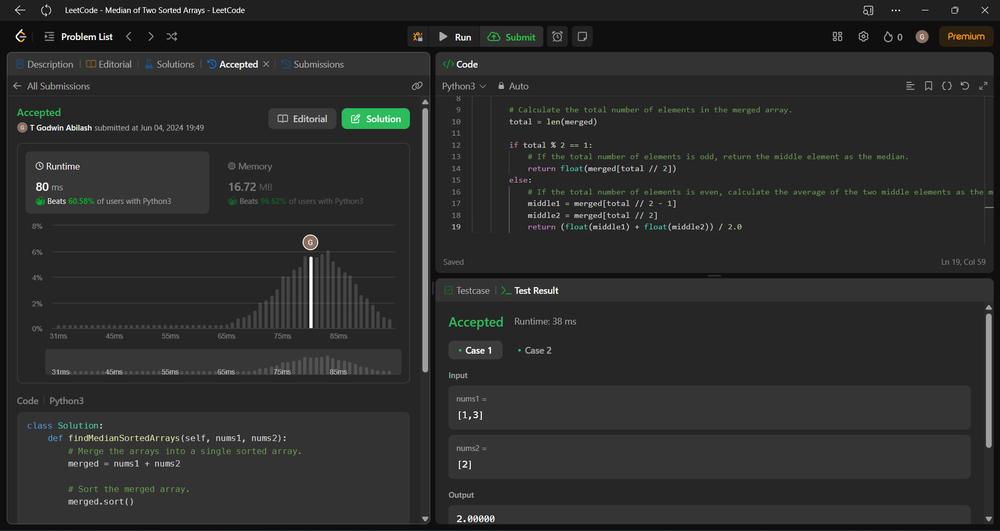 LeetCode - Median of Two Sorted Arrays - LeetCode
Problem List
Run
Submit
0
G
Premium
Description
Editorial
Solutions
Accepted
Submissions
All Submissions
Accepted
G T Godwin Abilash submitted at Jun 04, 2024 19:49
Editorial
Solution
Runtime
80 ms
Beats 60.58% of users with Python3
Memory
16.72 MB
Beats 96.62% of users with Python3
8%
6%
4%
2%
0%
G
31ms 45ms 55ms 65ms 75ms 85ms
31ms 45ms 55ms 65ms 75ms 85ms
Code Python3
class Solution:
def findMedianSortedArrays(self, nums1, nums2):
# Merge the arrays into a single sorted array.
merged = nums1 + nums2
# Sort the merged array.
merged.sort()
</> Code
Python3 Auto
8
9 # Calculate the total number of elements in the merged array.
10 total = len(merged)
11
12 if total % 2 == 1:
13 # If the total number of elements is odd, return the middle element as the median.
14 return float(merged[total // 2])
15 else:
16 # If the total number of elements is even, calculate the average of the two middle elements as the m
17 middle1 = merged[total // 2 - 1]
18 middle2 = merged[total // 2]
19 return (float(middle1) + float(middle2)) / 2.0
Saved
Ln 19, Col 59
Testcase
Test Result
Accepted Runtime: 38 ms
Case 1
Case 2
Input
nums1 =
[1,3]
nums2 =
[2]
Output
2.00000